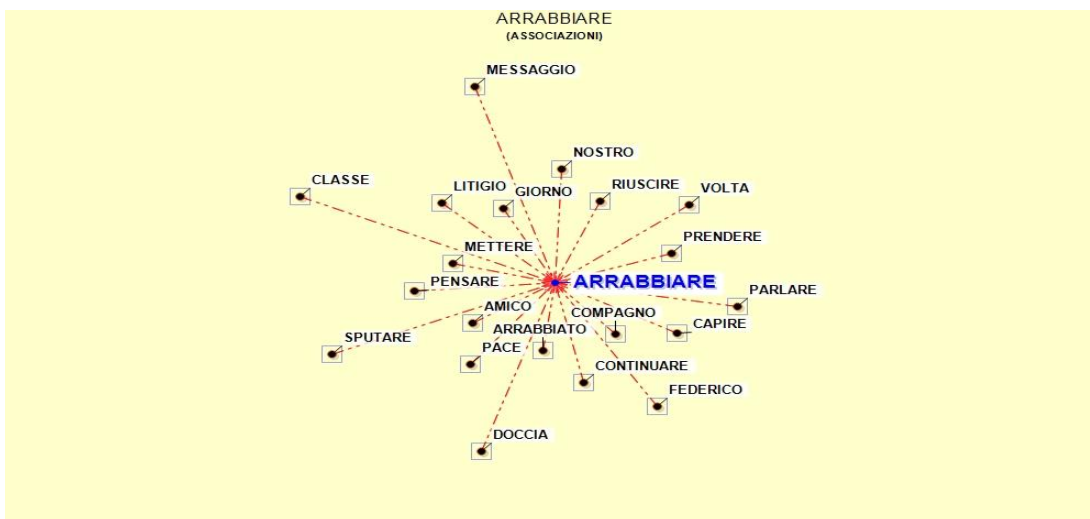 ARRABBIARE
(ASSOCIAZIONI)
MESSAGGIO
NOSTRO
CLASSE
LITIGIO
GIORNO
RIUSCIRE
VOLTA
PRENDERE
METTERE
PENSARE
ARRABBIARE
PARLARE
AMICO
COMPAGNO
CAPIRE
SPUTARE
ARRABBIATO
PACE
CONTINUARE
FEDERICO
DOCCIA